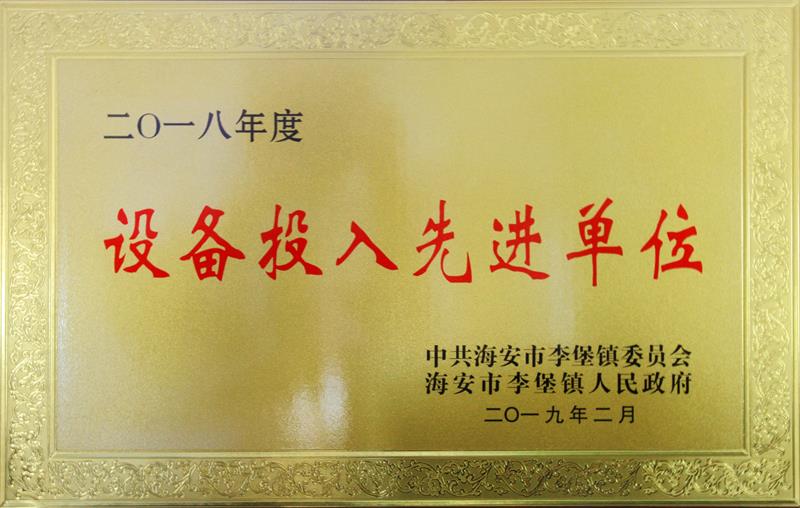 二〇一八年度
设备投入先进单位
中共海安市李堡镇委员会
海安市李堡镇人民政府
二〇一九年二月